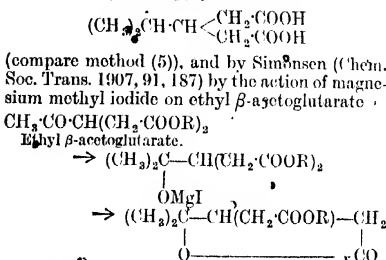 (CH₃)₂CH·CH<CH₂·COOH
CH₂·COOH
(compare method (5)), and by Simonsen (Chem.
Soc. Trans. 1907, 91, 187) by the action of magne-
sium methyl iodide on ethyl β-acetoglutarate
CH₃·CO·CH(CH₂·COOR)₂
Ethyl β-acetoglutarate.
→ (CH₃)₂C—CH(CH₂·COOR)₂
OMgI
→ (CH₃)₂C—CH(CH₂·COOR)—CH₂
O————CO